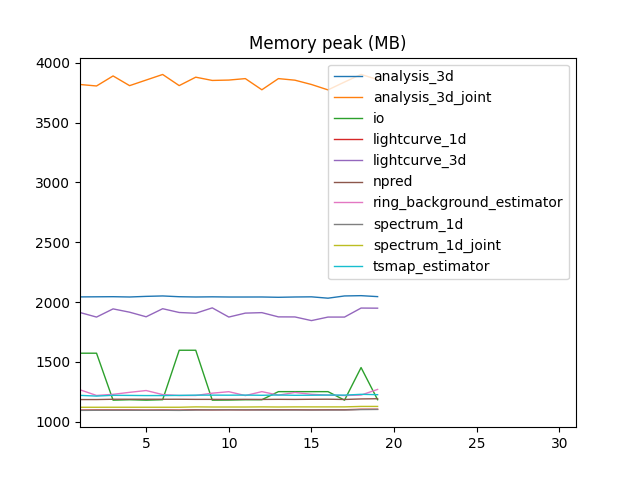 Memory peak (MB)
4000
3500
3000
2500
2000
1500
1000
5
10
15
20
25
30
analysis_3d
analysis_3d_joint
io
lightcurve_1d
lightcurve_3d
npred
ring_background_estimator
spectrum_1d
spectrum_1d_joint
tsmap_estimator